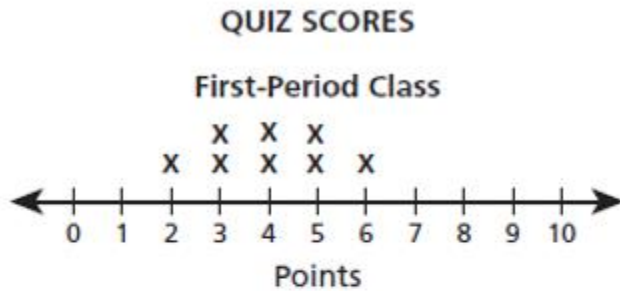 QUIZ SCORES
First-Period Class
X X X
X X X X X
0 1 2 3 4 5 6 7 8 9 10
Points